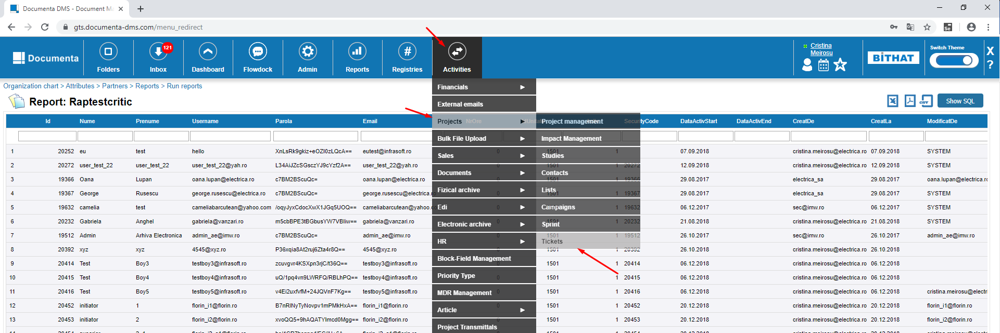 Documenta DMS - Document Ma
gts.documenta-dms.com/menu_redirect
Se
Documenta
Folders
121
Inbox
Dashboard
Flowdock
Admin
Reports
#
Registries
Activities
Cristina
Meirosu
BITHAT
Switch Theme
X
?
Organization chart > Attributes > Partners > Reports > Run reports
Report: Raptestcritic
CSV
Show SQL
Financials
External emails
Projects
Bulk File Upload
Sales
Documents
Fizical archive
Edi
Electronic archive
HR
Block-Field Management
Priority Type
MDR Management
Article
Project Transmittals
Project management
Impact Management
Studies
Contacts
Lists
Campaigns
Sprint
Tickets
Id Nume Prenume Username Parola Email NrOre SecurityCode DataActivStart DataActivEnd CreatDe CreatLa ModificatDe
1 20252 eu test hello XnLsRk9gkiz+eOZI0zLQcA== eutest@infrasoft.ro 0 1501 1 07.09.2018 cristina.meirosu@electrica.ro 07.09.2018 SYSTEM
2 20272 user_test_22 user_test_22 user_test_22@yah.ro L34AiJZcSGsczYJ9cYzf2A== user_test_22@yah.ro 0 1 20272 12.09.2018 cristina.meirosu@electrica.ro 12.09.2018 SYSTEM
3 19366 Oana Lupan oana.lupan@electrica.ro c7BM2BScuQc= oana.lupan@electrica.ro 0 1501 1 19366 29.08.2017 electrica_sa 29.08.2017 oana.lupan@electrica.ro
4 19367 George Rusescu george.rusescu@electrica.ro c7BM2BScuQc= george.rusescu@electrica.ro 0 1501 1 19367 29.08.2017 electrica_sa 29.08.2017 SYSTEM
5 19632 camelia test cameliabarcutean@yahoo.com /oqyJyxCdocXwX1JGq5UOQ== cameliabarcutean@yahoo.co 0 1501 1 19632 06.12.2017 sec@imw.ro 06.12.2017 SYSTEM
6 20232 Gabriela Anghel gabriela@vanzari.ro m5cbBPE3tBGbusYW7VBliw== gabriela@vanzari.ro 0 1501 1 20232 21.08.2018 cristina.meirosu@electrica.ro 21.08.2018 SYSTEM
7 19512 Admin Arhiva Electronica admin_ae@imw.ro c7BM2BScuQc= admin_ae@imw.ro 0 1501 1 19512 26.10.2017 sec@imw.ro 26.10.2017 admin_ae@imw.ro
8 20392 xyz xyz 4545@xyz.ro P36xqia8At2ruj6Zta4r8Q== 4545@xyz.ro 0 1501 1 20392 26.10.2018 cristina.meirosu@electrica.ro 26.10.2018
9 20414 Test Boy3 testboy3@infrasoft.ro zcuvgvr4KSXpn3rjC/t36Q== testboy3@infrasoft.ro 0 1501 1 20414 06.12.2018 cristina.meirosu@electrica.ro 06.12.2018
10 20415 Test Boy4 testboy4@infrasoft.ro uQ/1pq4vn9LWRFQ/RBLhPQ== testboy4@infrasoft.ro 0 1501 1 20415 06.12.2018 cristina.meirosu@electrica.ro 06.12.2018
11 20416 Test Boy5 testboy5@infrasoft.ro v4Ei2uxfvfM+24JQVnF7Kg== testboy5@infrasoft.ro 0 1501 1 20416 06.12.2018 cristina.meirosu@electrica.ro 06.12.2018 cristina.meirosu@electr
12 20452 initiator 1 florin_i1@florin.ro B7nRlNyTyNovpv1mPMkHxA== florin_i1@florin.ro 0 1501 1 20452 20.12.2018 cristina.meirosu@electrica.ro 20.12.2018 florin_i1@florin.ro
13 20453 initiator 2 florin_i2@florin.ro xvoQQ5+9hAQATYImcd0Mgg== florin_i2@florin.ro 0 1501 1 20453 20.12.2018 cristina.meirosu@electrica.ro 20.12.2018 florin_i2@florin.ro